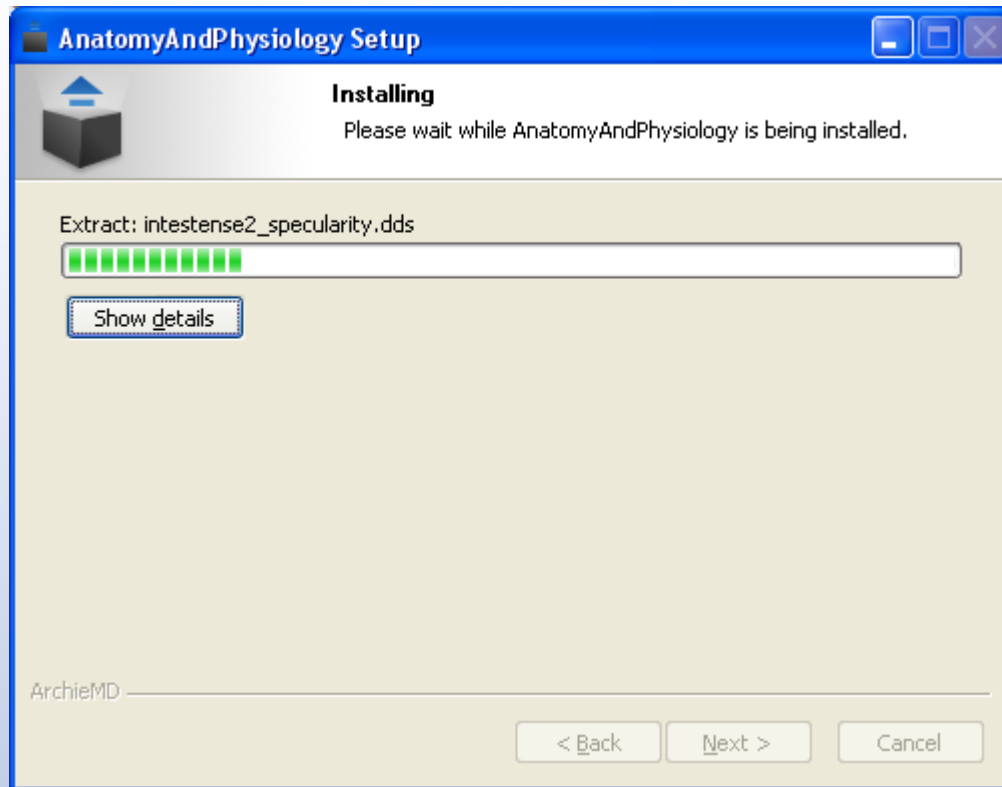 AnatomyAndPhysiology Setup
Installing
Please wait while AnatomyAndPhysiology is being installed.
Extract: intestense2_specularity.dds
Show details
ArchieMD
< Back Next > Cancel